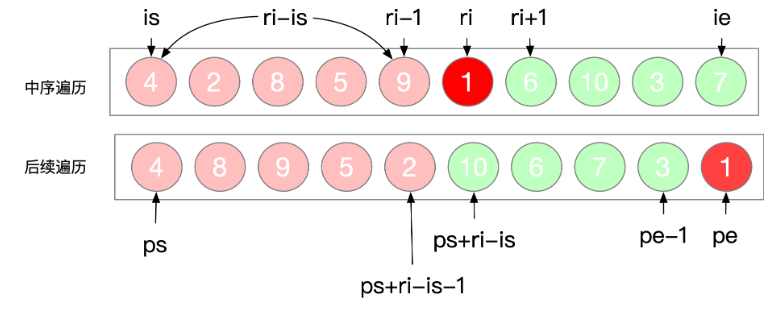 is ri-is ri-1 ri ri+1 ie
中序遍历 4 2 8 5 9 1 6 10 3 7
后续遍历 4 8 9 5 2 10 6 7 3 1
ps ps+ri-is pe-1 pe
ps+ri-is-1